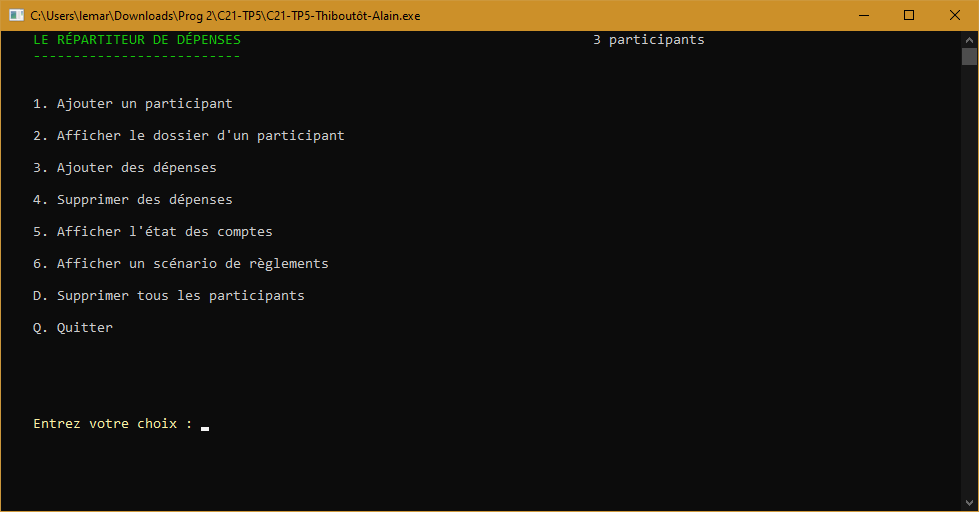 C:\Users\lemar\Downloads\Prog 2\C21-TP5\C21-TP5-Thiboutôt-Alain.exe
LE RÉPARTITEUR DE DÉPENSES 3 participants
--------------------------
1. Ajouter un participant
2. Afficher le dossier d'un participant
3. Ajouter des dépenses
4. Supprimer des dépenses
5. Afficher l'état des comptes
6. Afficher un scénario de règlements
D. Supprimer tous les participants
Q. Quitter
Entrez votre choix :